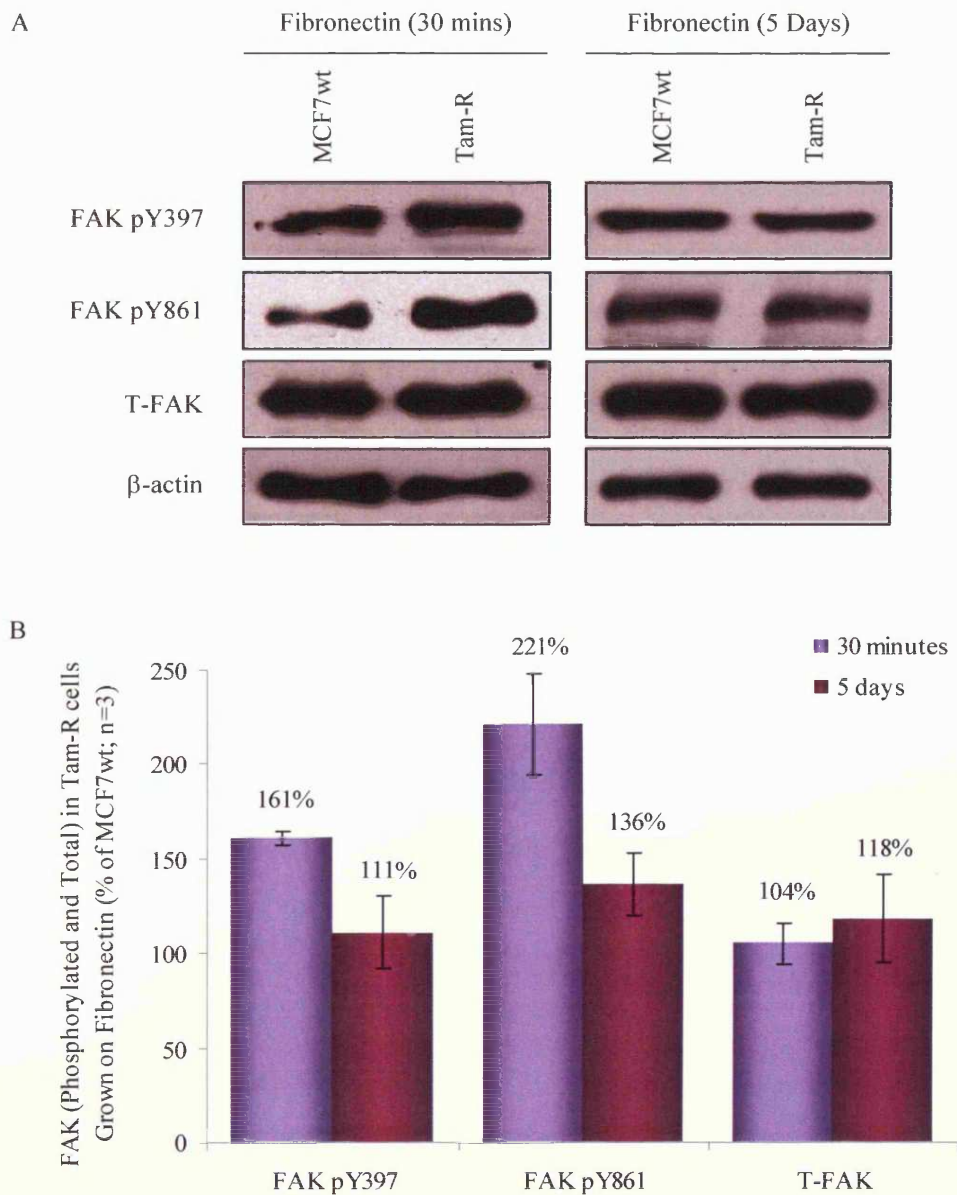 A
Fibronectin (30 mins)
Fibronectin (5 Days)
MCF7wt
Tam-R
MCF7wt
Tam-R
FAK pY397
FAK pY861
T-FAK
β-actin
B
FAK (Phosphorylated and Total) in Tam-R cells
Grown on Fibronectin (% of MCF7wt; n=3)
30 minutes
5 days
250
200
150
100
50
0
161%
111%
221%
136%
104%
118%
FAK pY397
FAK pY861
T-FAK